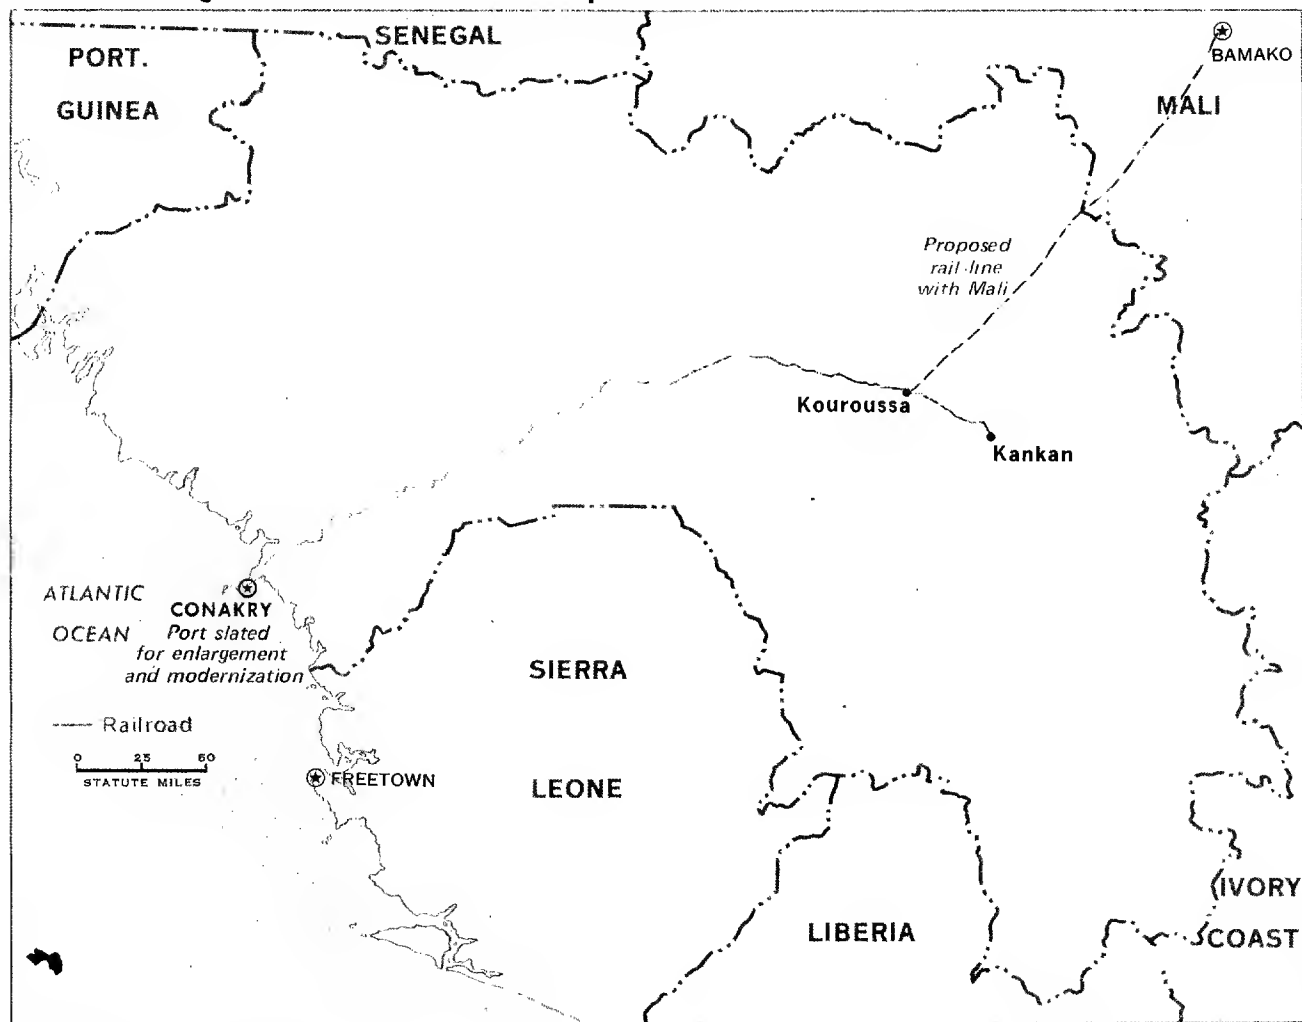 SENEGAL
PORT.
GUINEA
BAMAKO
MALI
Proposed
rail line
with Mali
Kouroussa
Kankan
ATLANTIC
OCEAN
CONAKRY
Port slated
for enlargement
and modernization
SIERRA
LEONE
Railroad
0 25 50
STATUTE MILES
FREETOWN
LIBERIA
IVORY
COAST